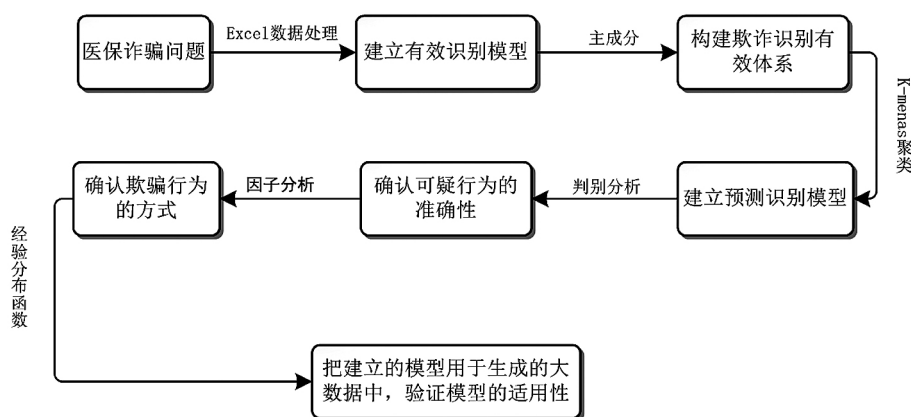 医保诈骗问题
Excel数据处理
建立有效识别模型
主成分
构建欺诈识别有
效体系
K-menas聚类
建立预测识别模型
判别分析
确认可疑行为的
准确性
因子分析
确认欺骗行为
的方式
经验分布函数
把建立的模型用于生成的大
数据中，验证模型的适用性